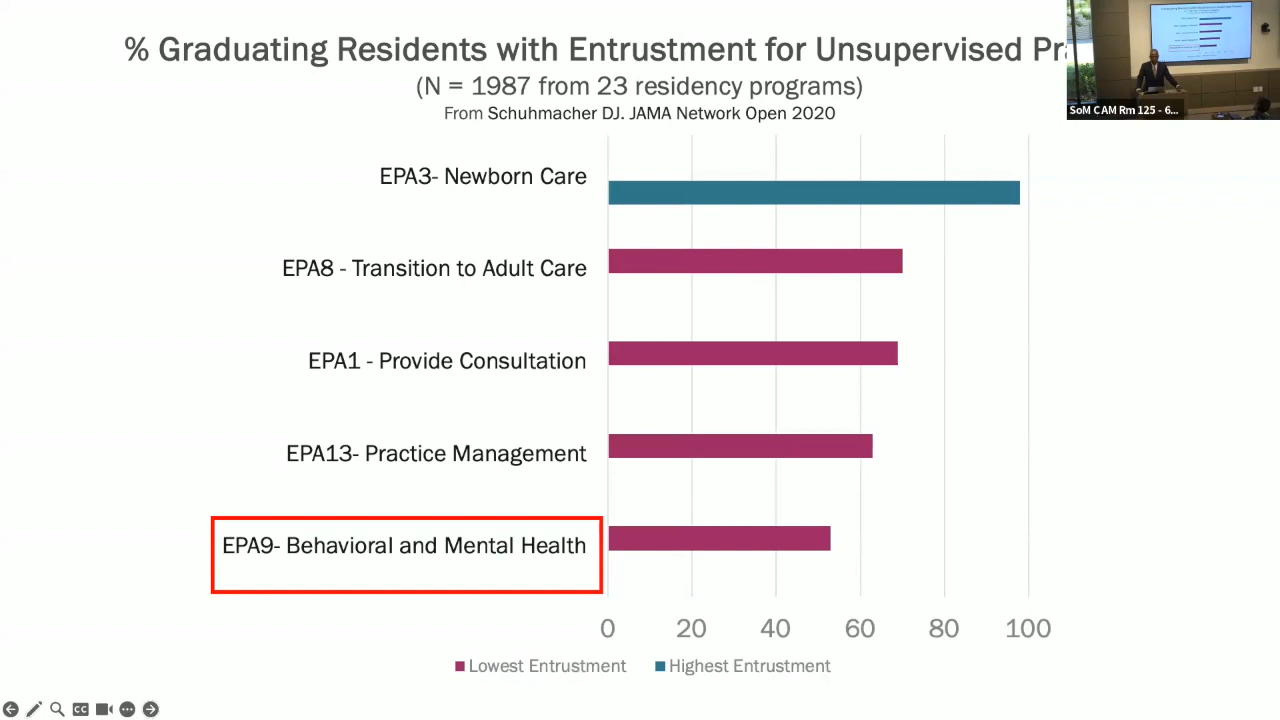 % Graduating Residents with Entrustment for Unsupervised Pra
(N = 1987 from 23 residency programs)
From Schuhmacher DJ. JAMA Network Open 2020
SoM CAM Rm 125 - 6...
EPA3- Newborn Care
EPA8 - Transition to Adult Care
EPA1 - Provide Consultation
EPA13- Practice Management
EPA9- Behavioral and Mental Health
0 20 40 60 80 100
Lowest Entrustment Highest Entrustment
CC